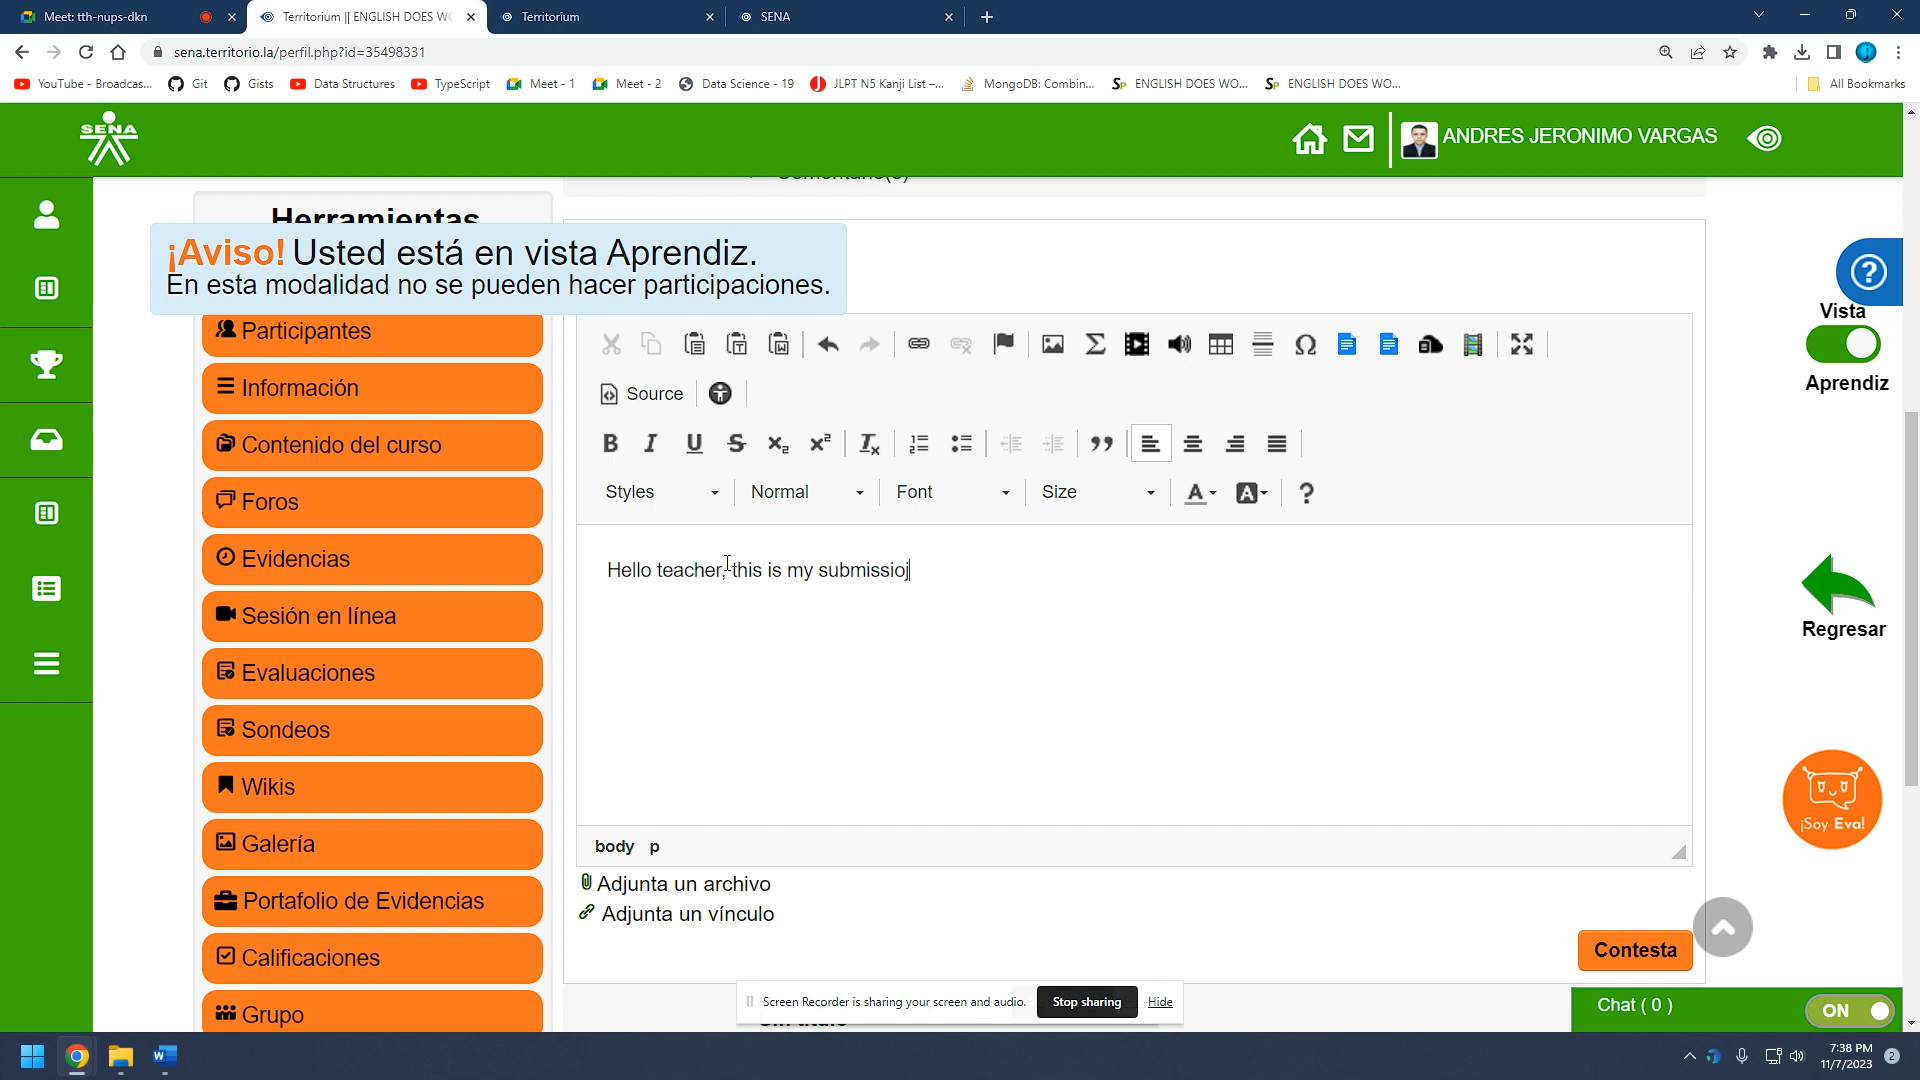 Meet: tth-nups-dkn
Territorium || ENGLISH DOES WO
Territorium
SENA
sena.territorio.la/perfil.php?id=35498331
YouTube - Broadcas...
Git
Gists
Data Structures
TypeScript
Meet - 1
Meet - 2
Data Science - 19
JLPT N5 Kanji List –...
MongoDB: Combin...
ENGLISH DOES WO...
ENGLISH DOES WO...
All Bookmarks
SENA
ANDRES JERONIMO VARGAS
Comentario(s)
Herramientas
¡Aviso! Usted está en vista Aprendiz.
En esta modalidad no se pueden hacer participaciones.
Participantes
Información
Contenido del curso
Foros
Evidencias
Sesión en línea
Evaluaciones
Sondeos
Wikis
Galería
Portafolio de Evidencias
Calificaciones
Grupo
Source
Styles
Normal
Font
Size
Hello teacher, this is my submissioj
body p
Adjunta un archivo
Adjunta un vínculo
Contesta
Vista
Aprendiz
Regresar
¡Soy Eva!
Screen Recorder is sharing your screen and audio.
Stop sharing
Hide
Sin título
Chat ( 0 )
ON
7:38 PM
11/7/2023
2